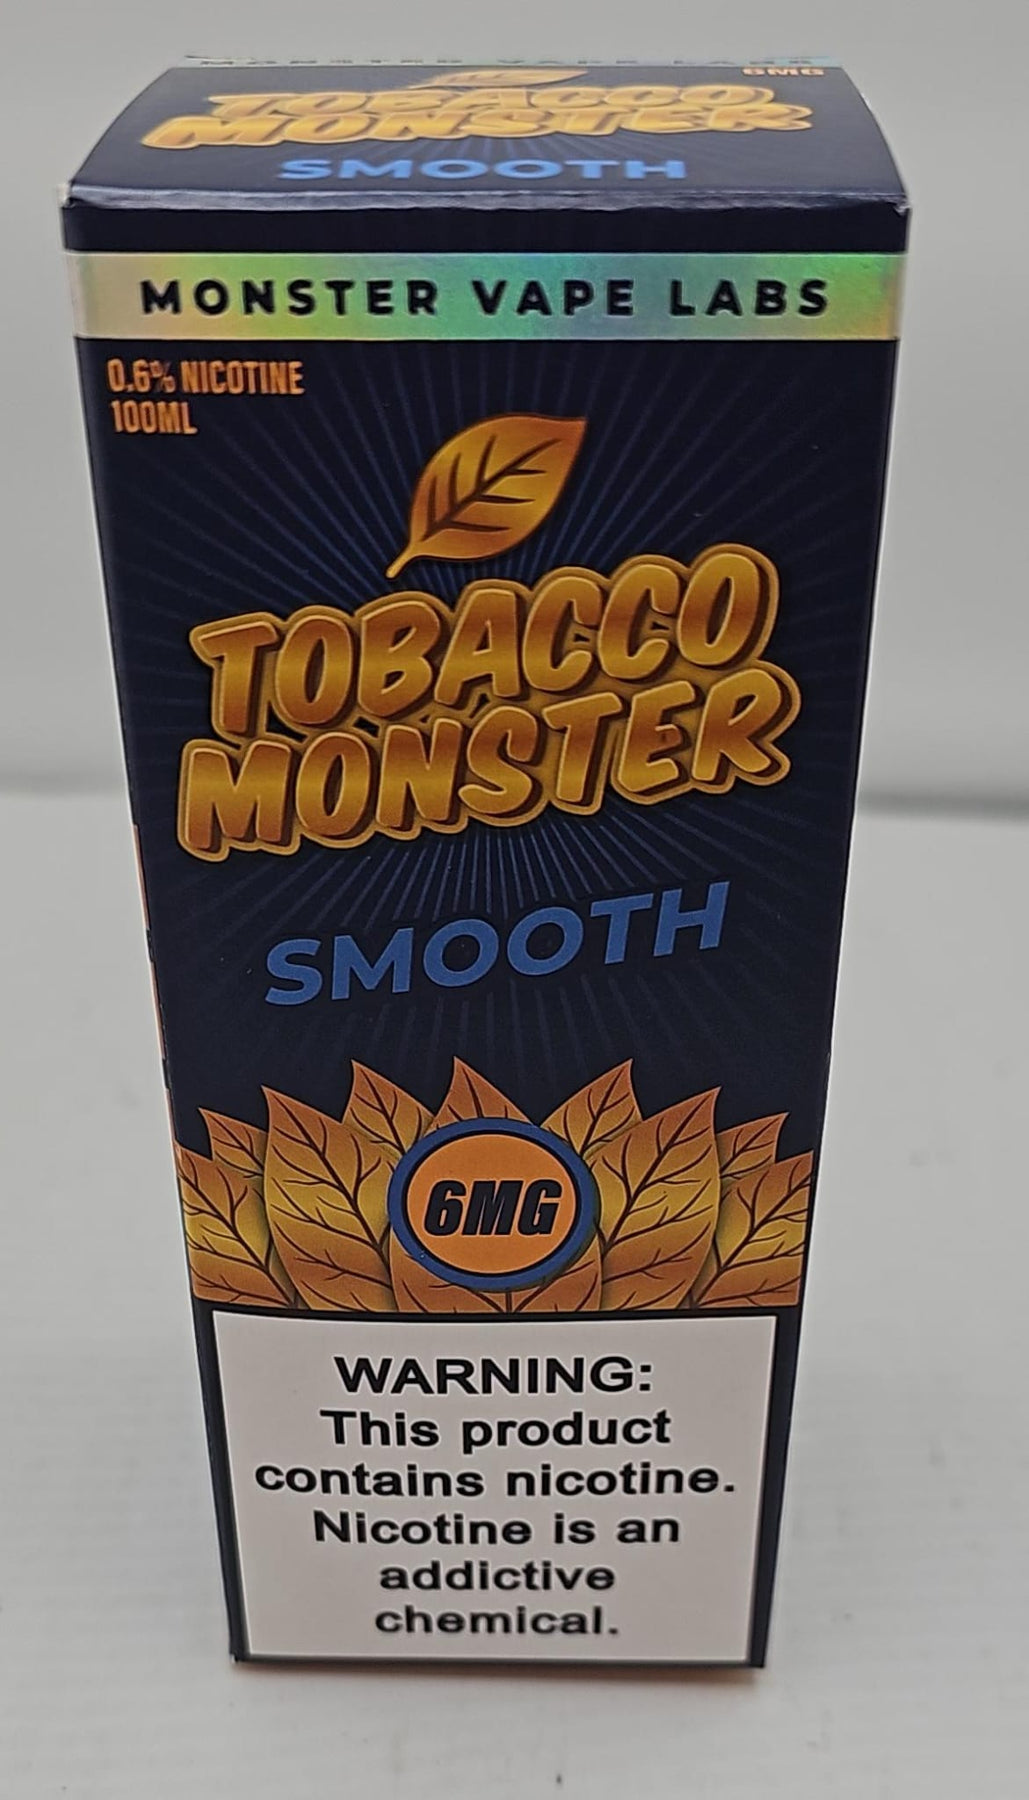 6MG
TOBACCO
MONSTER
SMOOTH
MONSTER VAPE LABS
0.6% NICOTINE
100ML
TOBACCO
MONSTER
SMOOTH
6MG
WARNING:
This product
contains nicotine.
Nicotine is an
addictive
chemical.